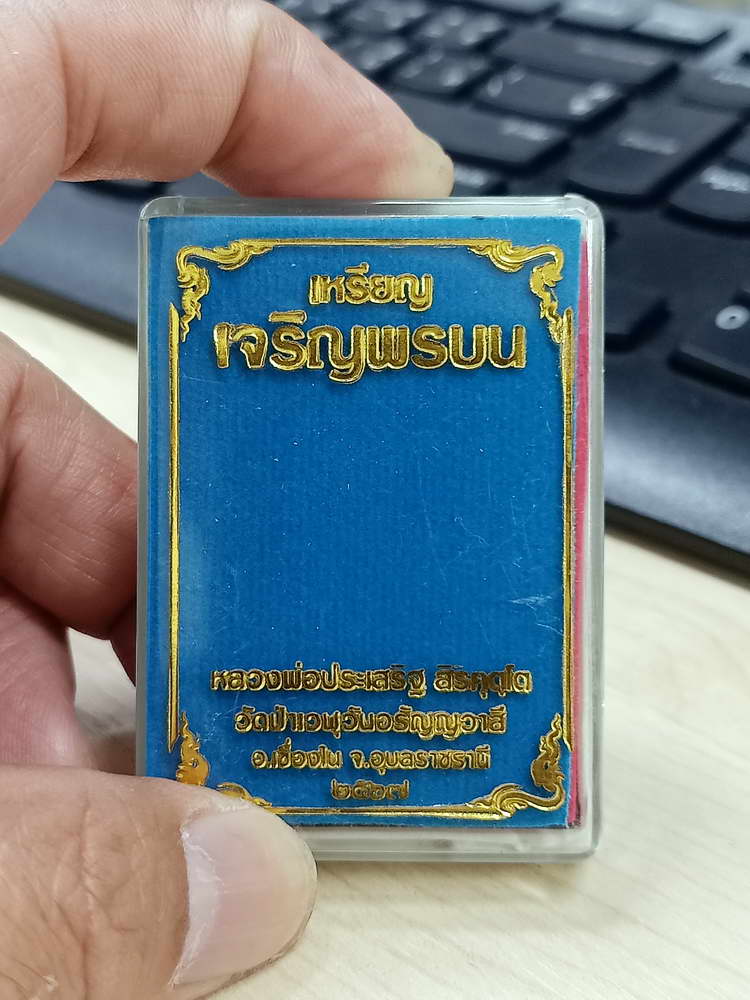 เหรียญ
เจริญพรบน
หลวงพ่อประเสริฐ สิริคุตโต
วัดป่าเวฬุวันอรัญญวาสี
อ.เขื่องใน จ.อุบลราชธานี
๒๕๖๗